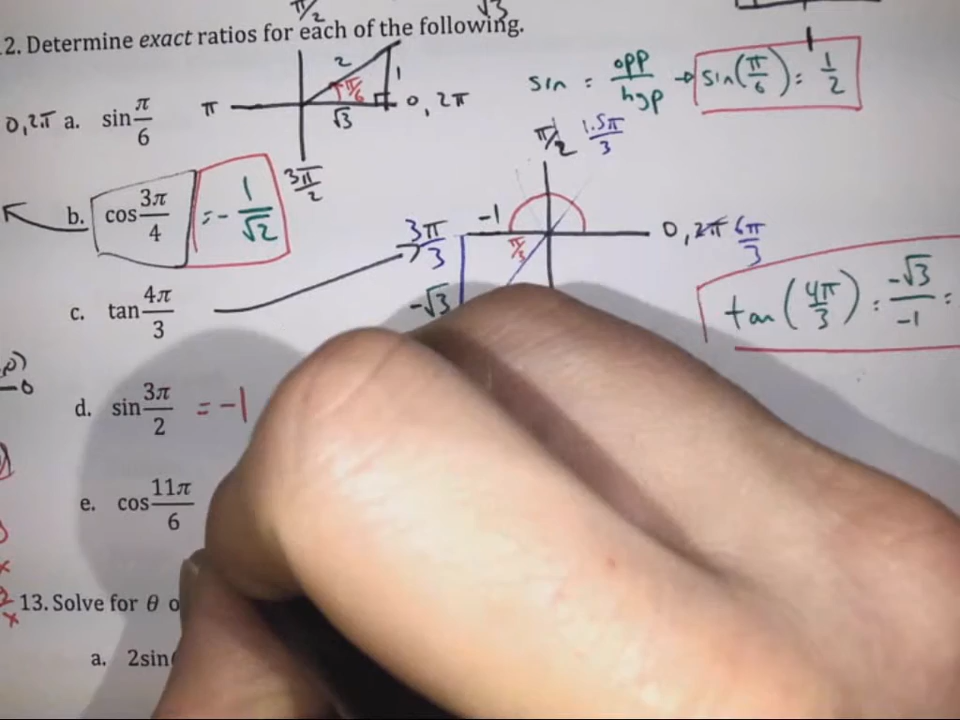 π/2 √3
2. Determine exact ratios for each of the following.
2 1 π/6 √3
π 0, 2π
3π/2
sin = opp/hyp → sin(π/6) = 1/2
0,2π a. sin π/6
π/2 1.5π/3
b. cos 3π/4 = - 1/√2
-1 π/3 3π/3 0, 2π 6π/3
-√3
c. tan 4π/3
tan(4π/3) = -√3/-1 =
d. sin 3π/2 = -1
e. cos 11π/6
13. Solve for θ o
a. 2sin(